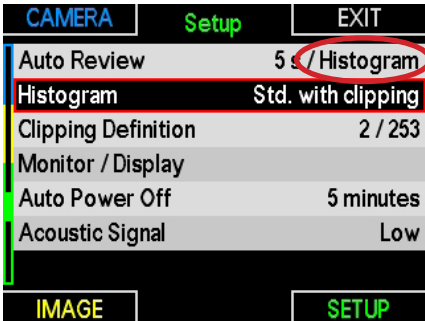 CAMERA Setup EXIT
Auto Review 5 s / Histogram
Histogram Std. with clipping
Clipping Definition 2 / 253
Monitor / Display
Auto Power Off 5 minutes
Acoustic Signal Low
IMAGE SETUP